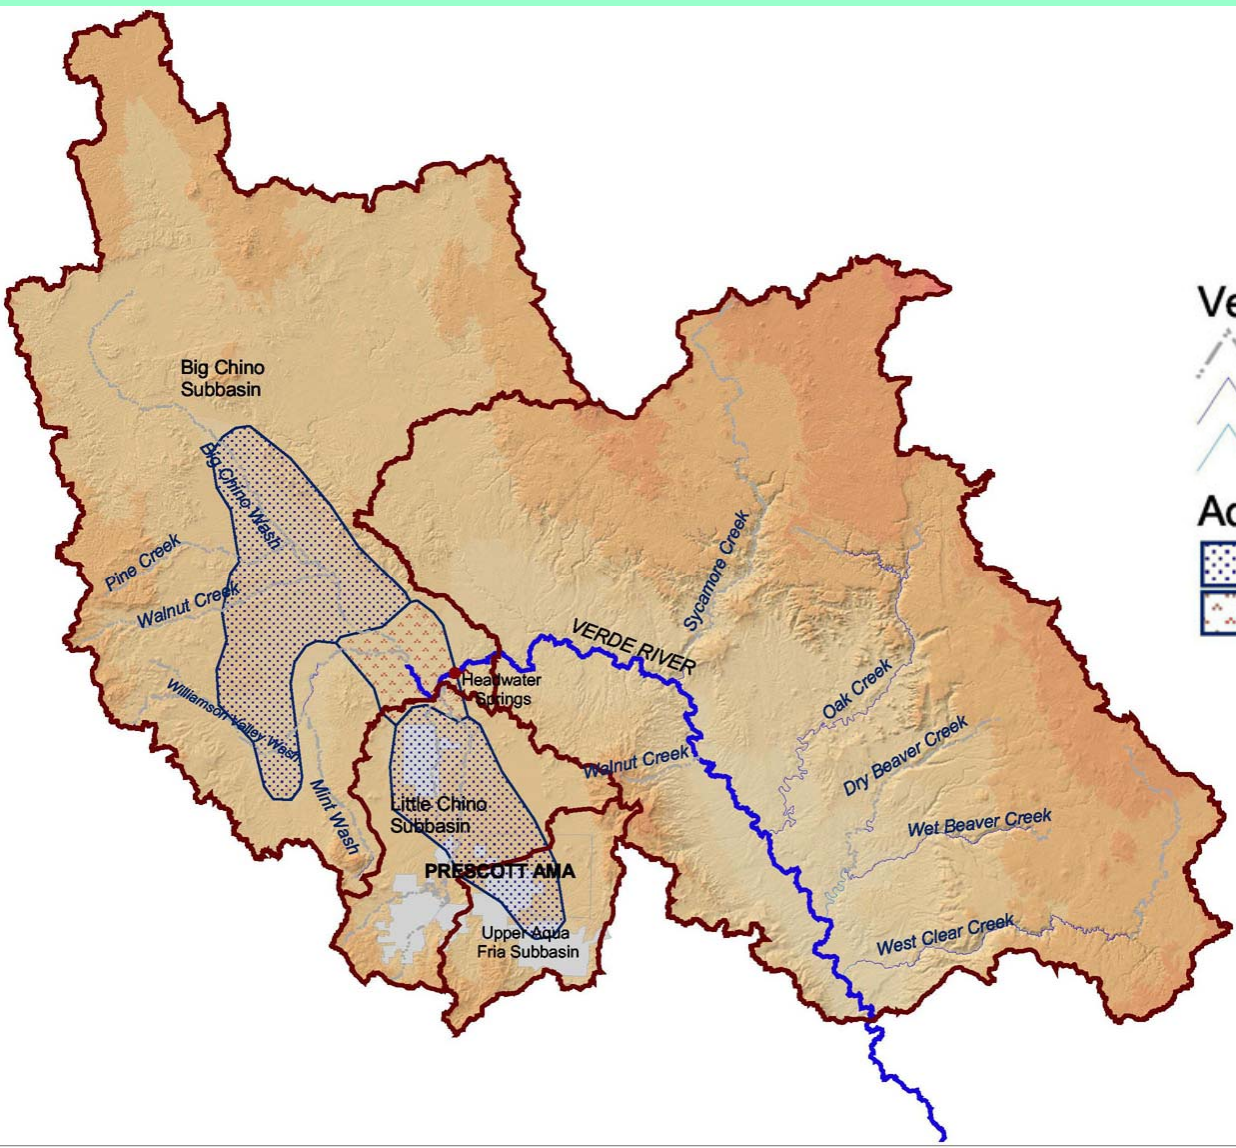 Big Chino
Subbasin
Ve
Big Chino Wash
Ac
Pine Creek
Walnut Creek
Sycamore Creek
VERDE RIVER
Headwater
Springs
Williamson Valley Wash
Oak Creek
Walnut Creek
Dry Beaver Creek
Mint Wash
Little Chino
Subbasin
Wet Beaver Creek
PRESCOTT AMA
Upper Aqua
Fria Subbasin
West Clear Creek